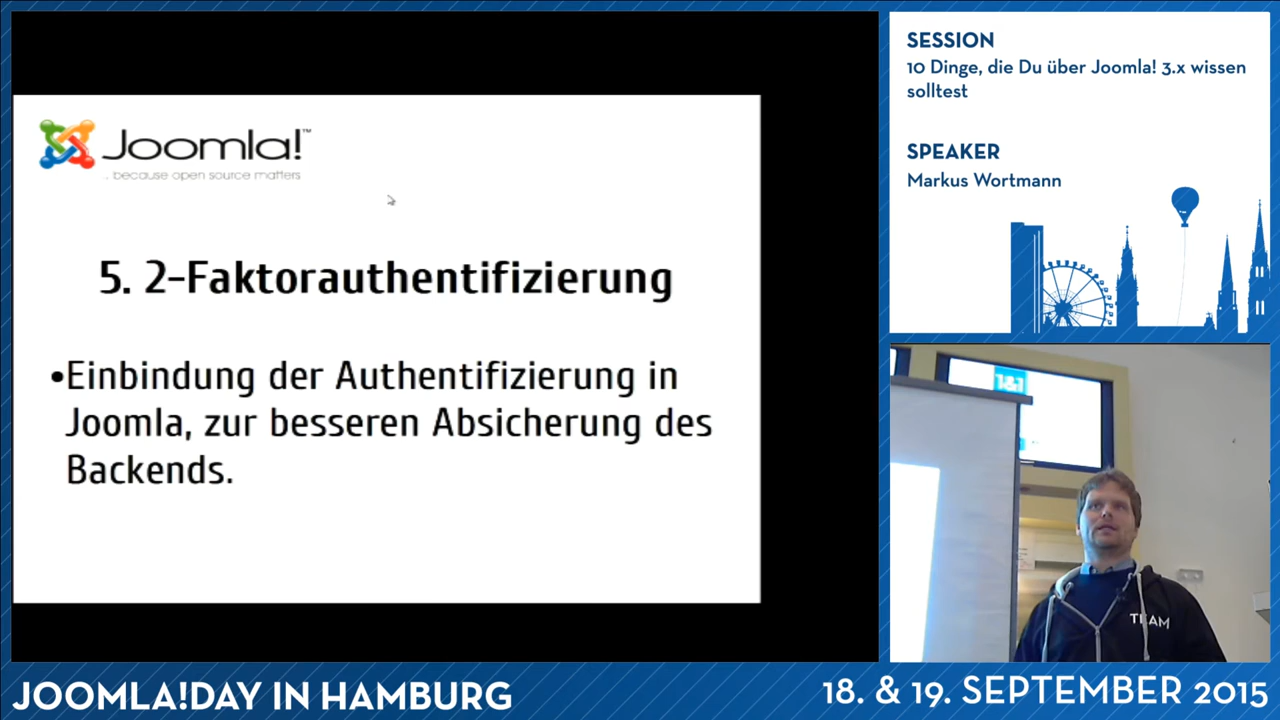 Joomla!™
... because open source matters
5. 2-Faktorauthentifizierung
•Einbindung der Authentifizierung in
Joomla, zur besseren Absicherung des
Backends.
SESSION
10 Dinge, die Du über Joomla! 3.x wissen
solltest
SPEAKER
Markus Wortmann
1&1
TEAM
JOOMLA!DAY IN HAMBURG
18. & 19. SEPTEMBER 2015